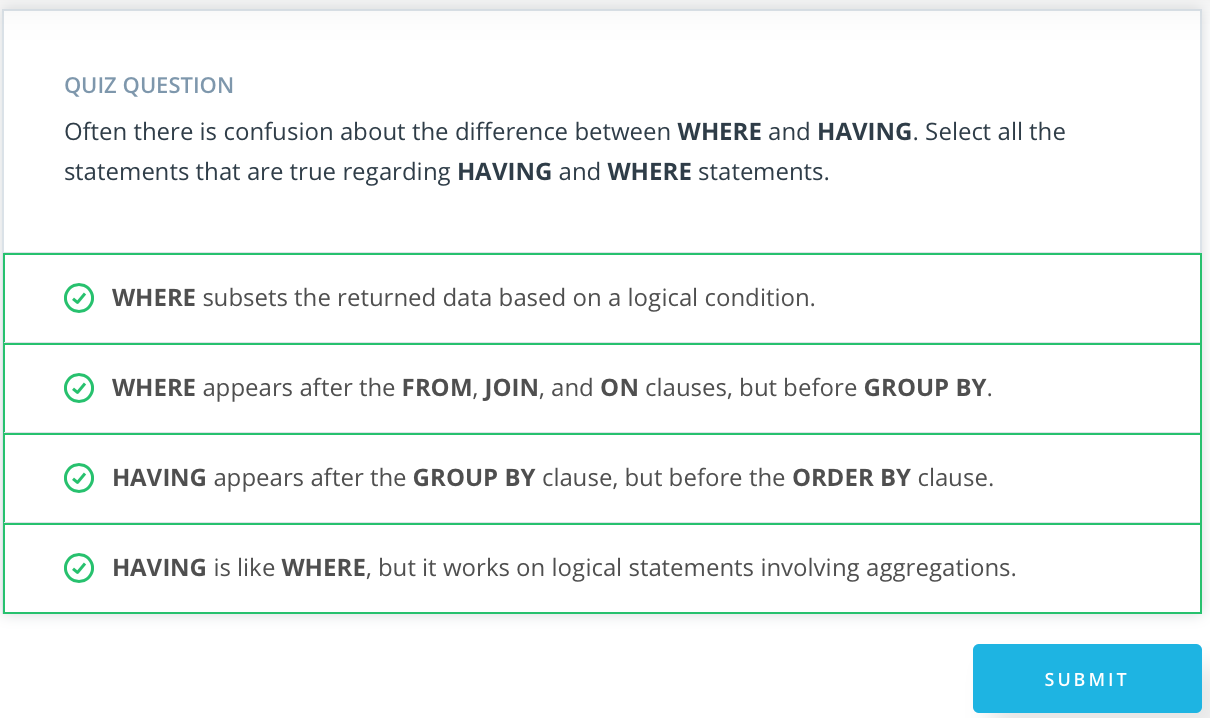 QUIZ QUESTION
Often there is confusion about the difference between WHERE and HAVING. Select all the
statements that are true regarding HAVING and WHERE statements.
WHERE subsets the returned data based on a logical condition.
WHERE appears after the FROM, JOIN, and ON clauses, but before GROUP BY.
HAVING appears after the GROUP BY clause, but before the ORDER BY clause.
HAVING is like WHERE, but it works on logical statements involving aggregations.
SUBMIT